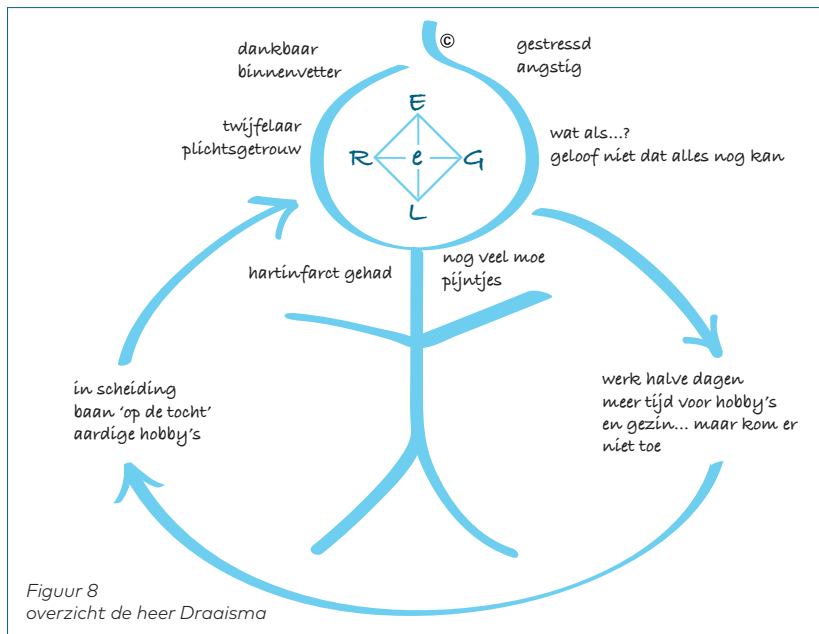 ©
dankbaar
binnenvetter
gestressd
angstig
twijfelaar
plichtsgetrouw
wat als...?
geloof niet dat alles nog kan
E
R e G
L
hartinfarct gehad
nog veel moe
pijntjes
in scheiding
baan ‘op de tocht’
aardige hobby’s
werk halve dagen
meer tijd voor hobby’s
en gezin... maar kom er
niet toe
Figuur 8
overzicht de heer Draaisma